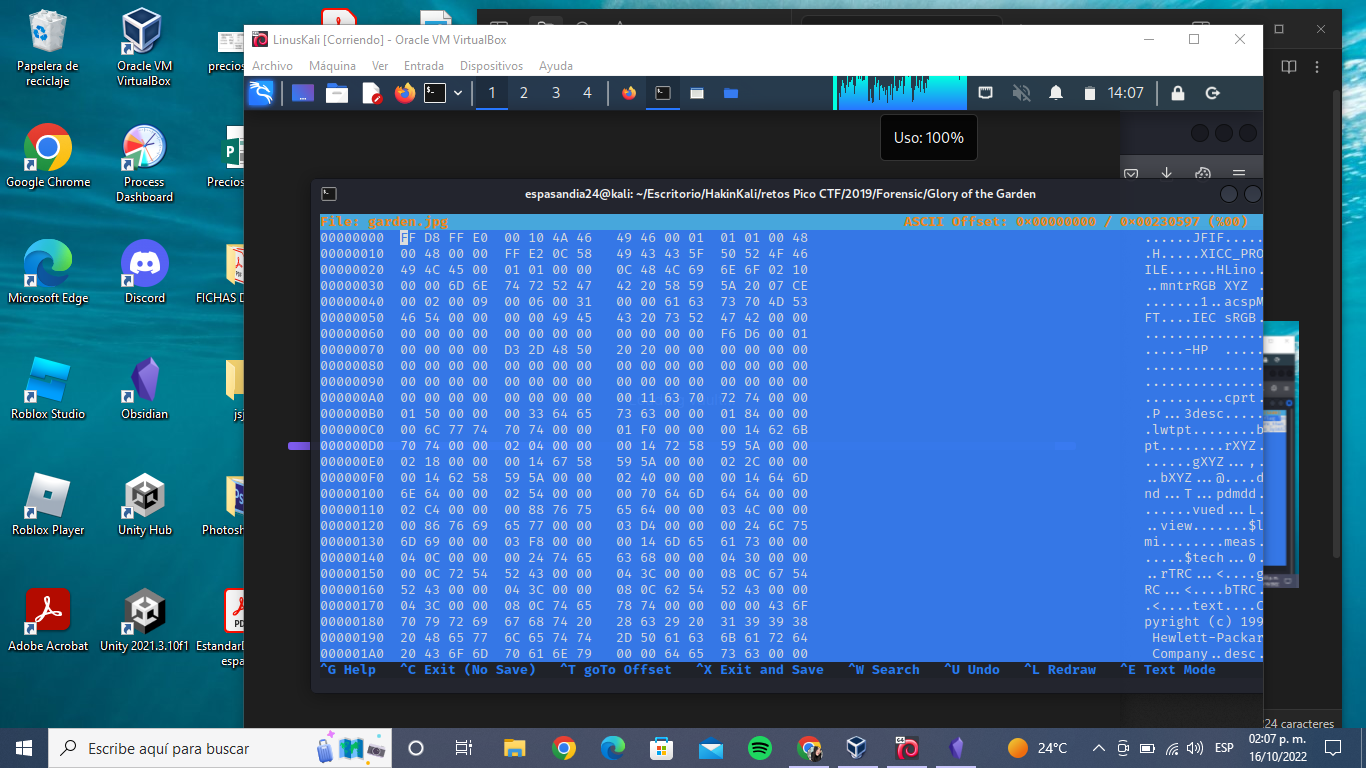 LinusKali [Corriendo] - Oracle VM VirtualBox
Archivo Máquina Ver Entrada Dispositivos Ayuda
1 2 3 4 14:07
Uso: 100%
espasandia24@kali: ~/Escritorio/HakinKali/retos Pico CTF/2019/Forensic/Glory of the Garden
File: garden.jpg ASCII Offset: 0×00000000 / 0×00230597 (%00)
00000000 FF D8 FF E0 00 10 4A 46 49 46 00 01 01 01 00 48 ......JFIF.....
00000010 00 48 00 00 FF E2 0C 58 49 43 43 5F 50 52 4F 46 .H.....XICC_PRO
00000020 49 4C 45 00 01 01 00 00 0C 48 4C 69 6E 6F 02 10 ILE......HLino.
00000030 00 00 6D 6E 74 72 52 47 42 20 58 59 5A 20 07 CE ..mntrRGB XYZ .
00000040 00 02 00 09 00 06 00 31 00 00 61 63 73 70 4D 53 .......1..acspM
00000050 46 54 00 00 00 00 49 45 43 20 73 52 47 42 00 00 FT....IEC sRGB.
00000060 00 00 00 00 00 00 00 00 00 00 00 00 F6 D6 00 01 ...............
00000070 00 00 00 00 D3 2D 48 50 20 20 00 00 00 00 00 00 .....-HP .....
00000080 00 00 00 00 00 00 00 00 00 00 00 00 00 00 00 00 ...............
00000090 00 00 00 00 00 00 00 00 00 00 00 00 00 00 00 00 ...............
000000A0 00 00 00 00 00 00 00 00 00 11 63 70 72 74 00 00 ..........cprt.
000000B0 01 50 00 00 00 33 64 65 73 63 00 00 01 84 00 00 .P...3desc.....
000000C0 00 6C 77 74 70 74 00 00 01 F0 00 00 00 14 62 6B .lwtpt.......b
000000D0 70 74 00 00 02 04 00 00 00 14 72 58 59 5A 00 00 pt........rXYZ.
000000E0 02 18 00 00 00 14 67 58 59 5A 00 00 02 2C 00 00 ......gXYZ...,.
000000F0 00 14 62 58 59 5A 00 00 02 40 00 00 00 14 64 6D ..bXYZ...@....d
00000100 6E 64 00 00 02 54 00 00 00 70 64 6D 64 64 00 00 nd...T...pdmdd.
00000110 02 C4 00 00 00 88 76 75 65 64 00 00 03 4C 00 00 ......vued...L.
00000120 00 86 76 69 65 77 00 00 03 D4 00 00 00 24 6C 75 ..view.......$l
00000130 6D 69 00 00 03 F8 00 00 00 14 6D 65 61 73 00 00 mi........meas.
00000140 04 0C 00 00 00 24 74 65 63 68 00 00 04 30 00 00 .....$tech...0.
00000150 00 0C 72 54 52 43 00 00 04 3C 00 00 08 0C 67 54 ..rTRC...<....g
00000160 52 43 00 00 04 3C 00 00 08 0C 62 54 52 43 00 00 RC...<....bTRC.
00000170 04 3C 00 00 08 0C 74 65 78 74 00 00 00 00 43 6F .<....text....C
00000180 70 79 72 69 67 68 74 20 28 63 29 20 31 39 39 38 pyright (c) 199
00000190 20 48 65 77 6C 65 74 74 2D 50 61 63 6B 61 72 64 Hewlett-Packar
000001A0 20 43 6F 6D 70 61 6E 79 00 00 64 65 73 63 00 00 Company..desc.
^G Help ^C Exit (No Save) ^T goTo Offset ^X Exit and Save ^W Search ^U Undo ^L Redraw ^E Text Mode
Papelera de reciclaje
Oracle VM VirtualBox
precios
Google Chrome
Process Dashboard
Precios
Microsoft Edge
Discord
FICHAS D
Roblox Studio
Obsidian
jsj
Roblox Player
Unity Hub
Photosh
Adobe Acrobat
Unity 2021.3.10f1
Estandar
espa
24 caracteres
Escribe aquí para buscar
24°C
ESP
02:07 p. m.
16/10/2022